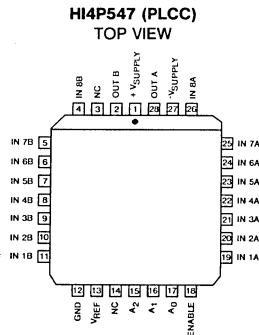 HI4P547 (PLCC)
TOP VIEW
IN 8B
NC
OUT B
+ VSUPPLY
OUT A
-VSUPPLY
IN 8A
4 3 2 1 28 27 26
IN 7B 5 25 IN 7A
IN 6B 6 24 IN 6A
IN 5B 7 23 IN 5A
IN 4B 8 22 IN 4A
IN 3B 9 21 IN 3A
IN 2B 10 20 IN 2A
IN 1B 11 19 IN 1A
12 13 14 15 16 17 18
GND
VREF
NC
A2
A1
A0
ENABLE